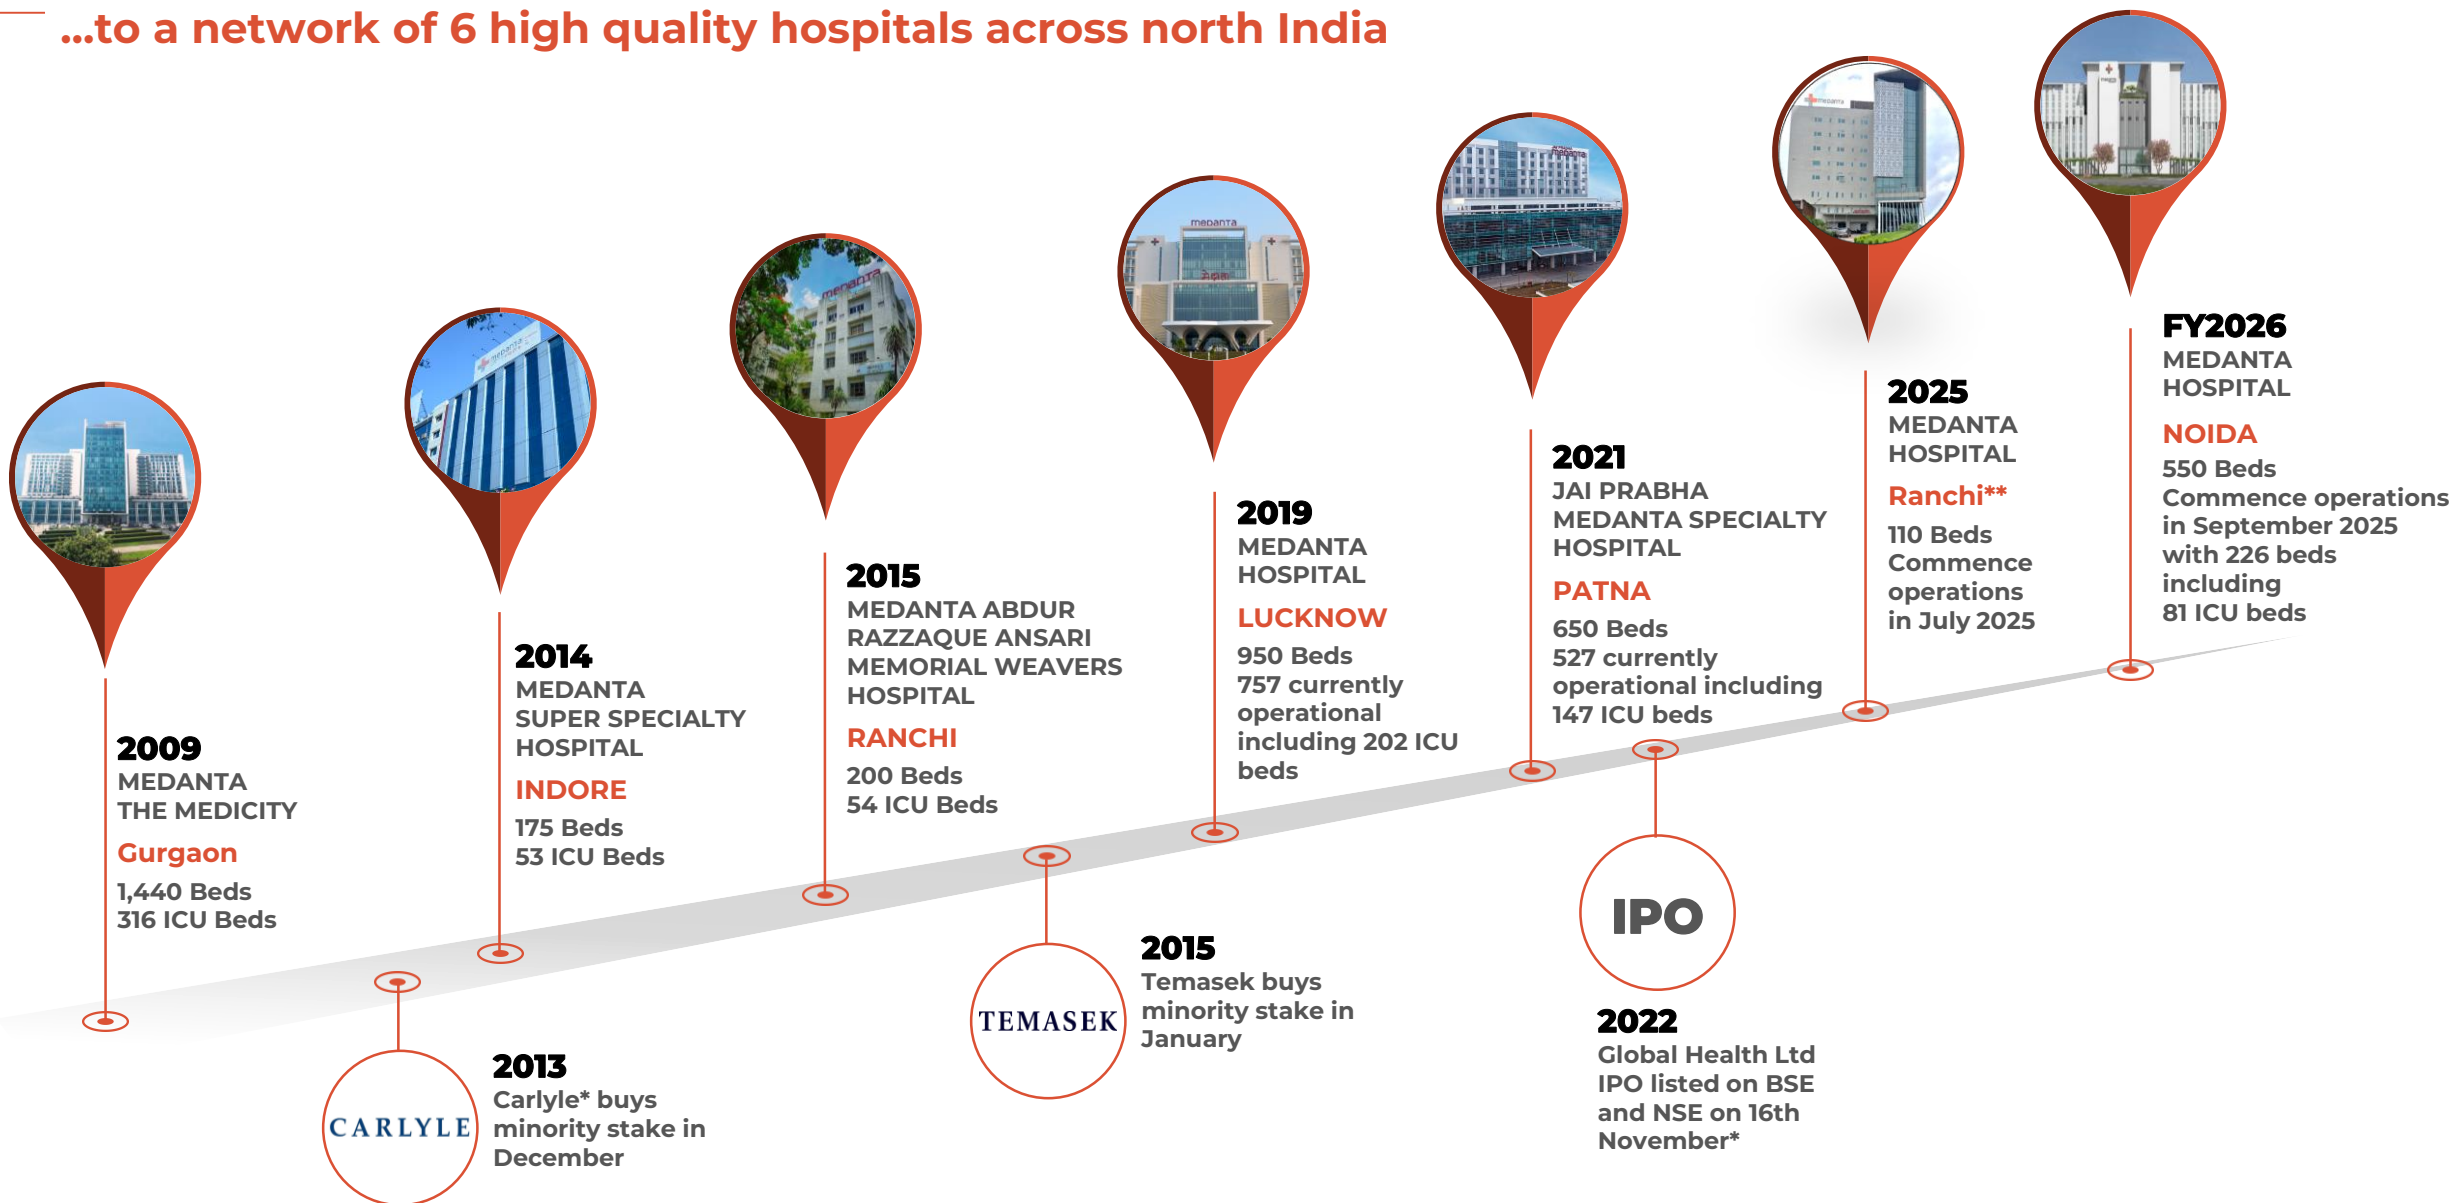 ...to a network of 6 high quality hospitals across north India
2009
MEDANTA
THE MEDICITY
Gurgaon
1,440 Beds
316 ICU Beds
2013
Carlyle* buys
minority stake in
December
CARLYLE
2014
MEDANTA
SUPER SPECIALTY
HOSPITAL
INDORE
175 Beds
53 ICU Beds
2015
MEDANTA ABDUR
RAZZAQUE ANSARI
MEMORIAL WEAVERS
HOSPITAL
RANCHI
200 Beds
54 ICU Beds
TEMASEK
2015
Temasek buys
minority stake in
January
medanta
मेदांता
2019
MEDANTA
HOSPITAL
LUCKNOW
950 Beds
757 currently
operational
including 202 ICU
beds
medanta
2021
JAI PRABHA
MEDANTA SPECIALTY
HOSPITAL
PATNA
650 Beds
527 currently
operational including
147 ICU beds
IPO
2022
Global Health Ltd
IPO listed on BSE
and NSE on 16th
November*
medanta
2025
MEDANTA
HOSPITAL
Ranchi**
110 Beds
Commence
operations
in July 2025
FY2026
MEDANTA
HOSPITAL
NOIDA
550 Beds
Commence operations
in September 2025
with 226 beds
including
81 ICU beds